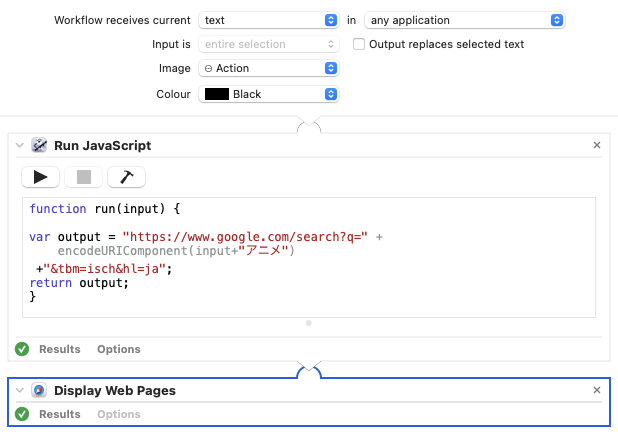 Workflow receives current text in any application
Input is entire selection Output replaces selected text
Image Action
Colour Black
Run JavaScript
function run(input) {
var output = "https://www.google.com/search?q=" +
encodeURIComponent(input+"アニメ")
+"&tbm=isch&hl=ja";
return output;
}
Results Options
Display Web Pages
Results Options